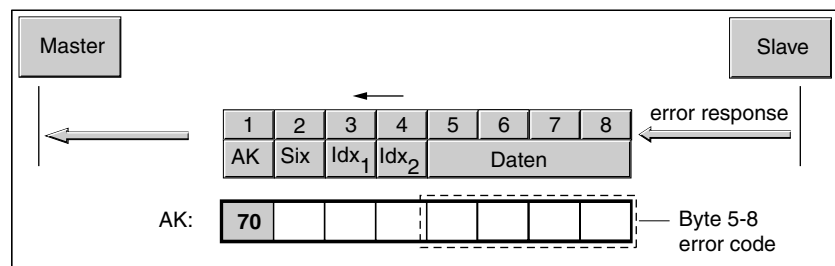 Master
Slave
error response
1 2 3 4 5 6 7 8
AK Six Idx1 Idx2 Daten
AK: 70
Byte 5-8
error code